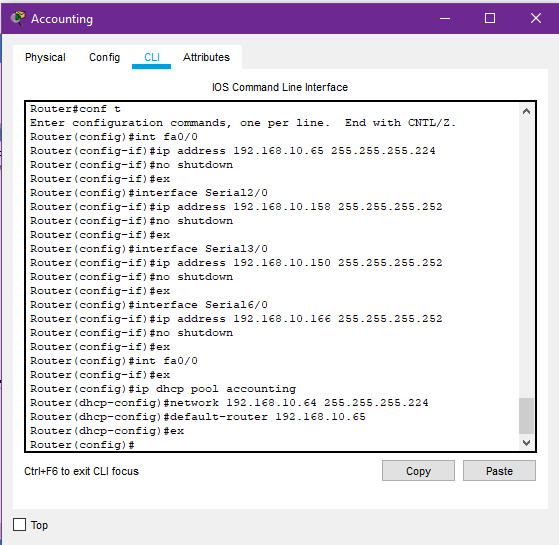 Accounting
Physical Config CLI Attributes
IOS Command Line Interface
Router#conf t
Enter configuration commands, one per line.  End with CNTL/Z.
Router(config)#int fa0/0
Router(config-if)#ip address 192.168.10.65 255.255.255.224
Router(config-if)#no shutdown
Router(config-if)#ex
Router(config)#interface Serial2/0
Router(config-if)#ip address 192.168.10.158 255.255.255.252
Router(config-if)#no shutdown
Router(config-if)#ex
Router(config)#interface Serial3/0
Router(config-if)#ip address 192.168.10.150 255.255.255.252
Router(config-if)#no shutdown
Router(config-if)#ex
Router(config)#interface Serial6/0
Router(config-if)#ip address 192.168.10.166 255.255.255.252
Router(config-if)#no shutdown
Router(config-if)#ex
Router(config)#int fa0/0
Router(config-if)#ex
Router(config)#ip dhcp pool accounting
Router(dhcp-config)#network 192.168.10.64 255.255.255.224
Router(dhcp-config)#default-router 192.168.10.65
Router(dhcp-config)#ex
Router(config)#
Ctrl+F6 to exit CLI focus
Copy Paste
Top